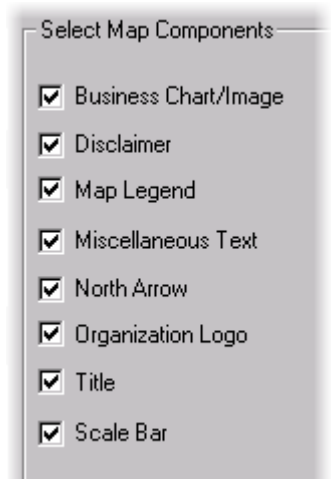 Select Map Components
Business Chart/Image
Disclaimer
Map Legend
Miscellaneous Text
North Arrow
Organization Logo
Title
Scale Bar